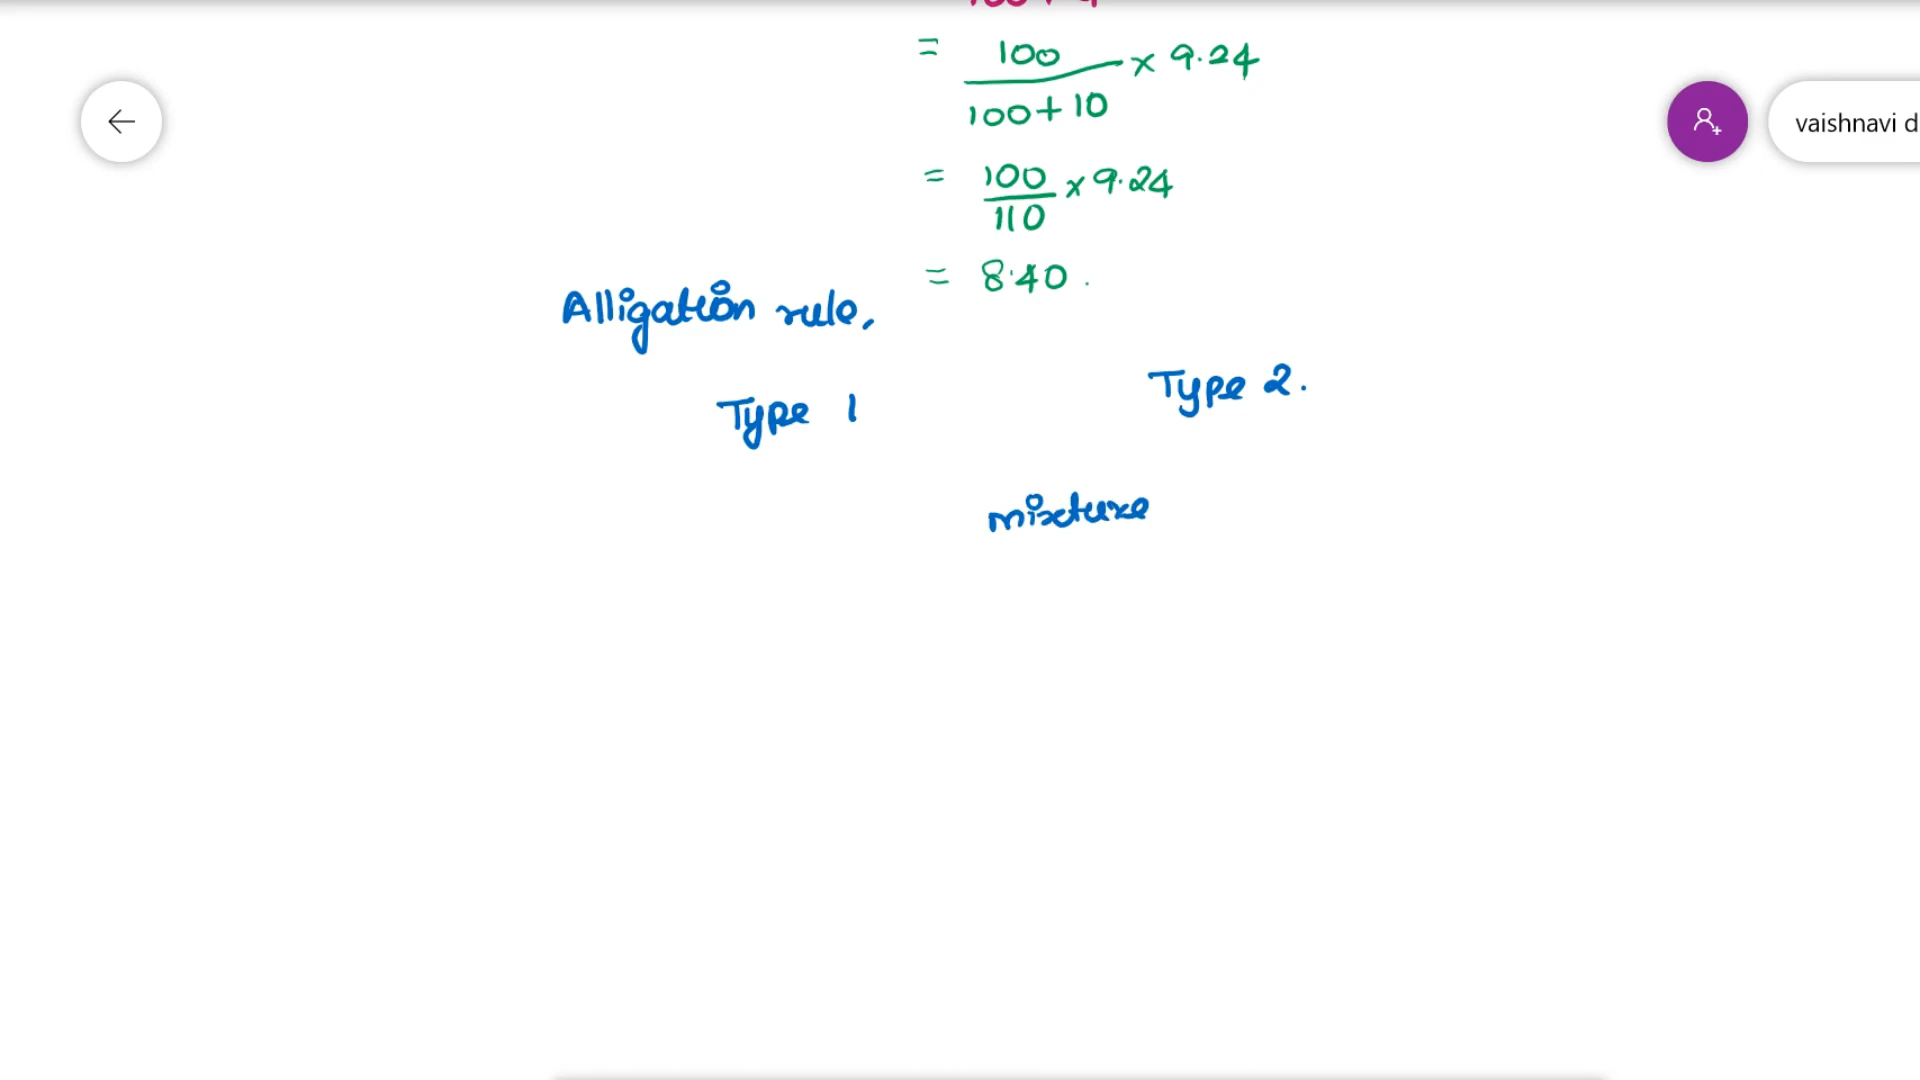 = 100 / 100 + 10 x 9.24
= 100 / 110 x 9.24
= 8.40 .
Alligation rule,
Type 1
Type 2.
mixture
vaishnavi d